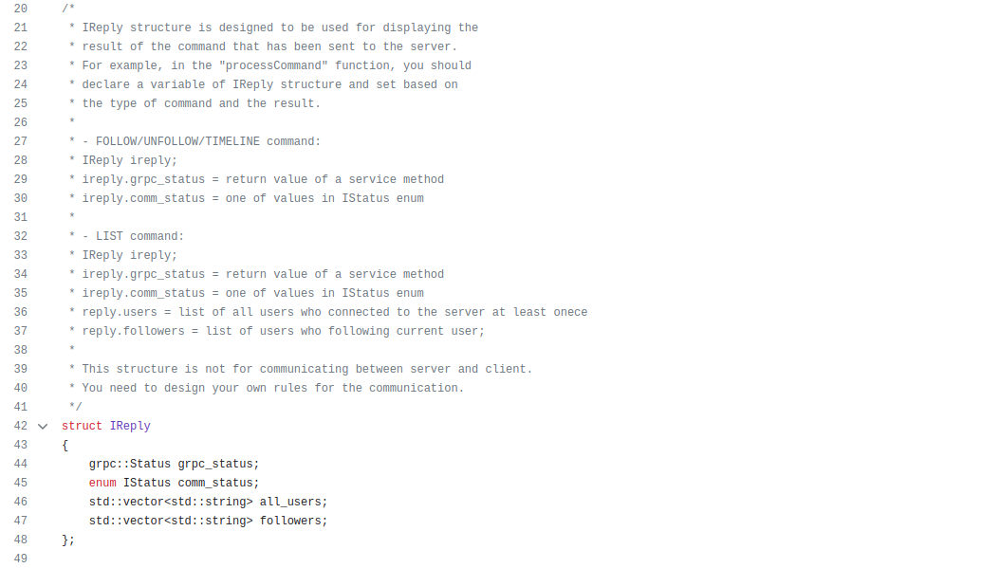 20 /*
21  * IReply structure is designed to be used for displaying the
22  * result of the command that has been sent to the server.
23  * For example, in the "processCommand" function, you should
24  * declare a variable of IReply structure and set based on
25  * the type of command and the result.
26  *
27  * - FOLLOW/UNFOLLOW/TIMELINE command:
28  * IReply ireply;
29  * ireply.grpc_status = return value of a service method
30  * ireply.comm_status = one of values in IStatus enum
31  *
32  * - LIST command:
33  * IReply ireply;
34  * ireply.grpc_status = return value of a service method
35  * ireply.comm_status = one of values in IStatus enum
36  * reply.users = list of all users who connected to the server at least onece
37  * reply.followers = list of users who following current user;
38  *
39  * This structure is not for communicating between server and client.
40  * You need to design your own rules for the communication.
41  */
42 struct IReply
43 {
44     grpc::Status grpc_status;
45     enum IStatus comm_status;
46     std::vector<std::string> all_users;
47     std::vector<std::string> followers;
48 };
49